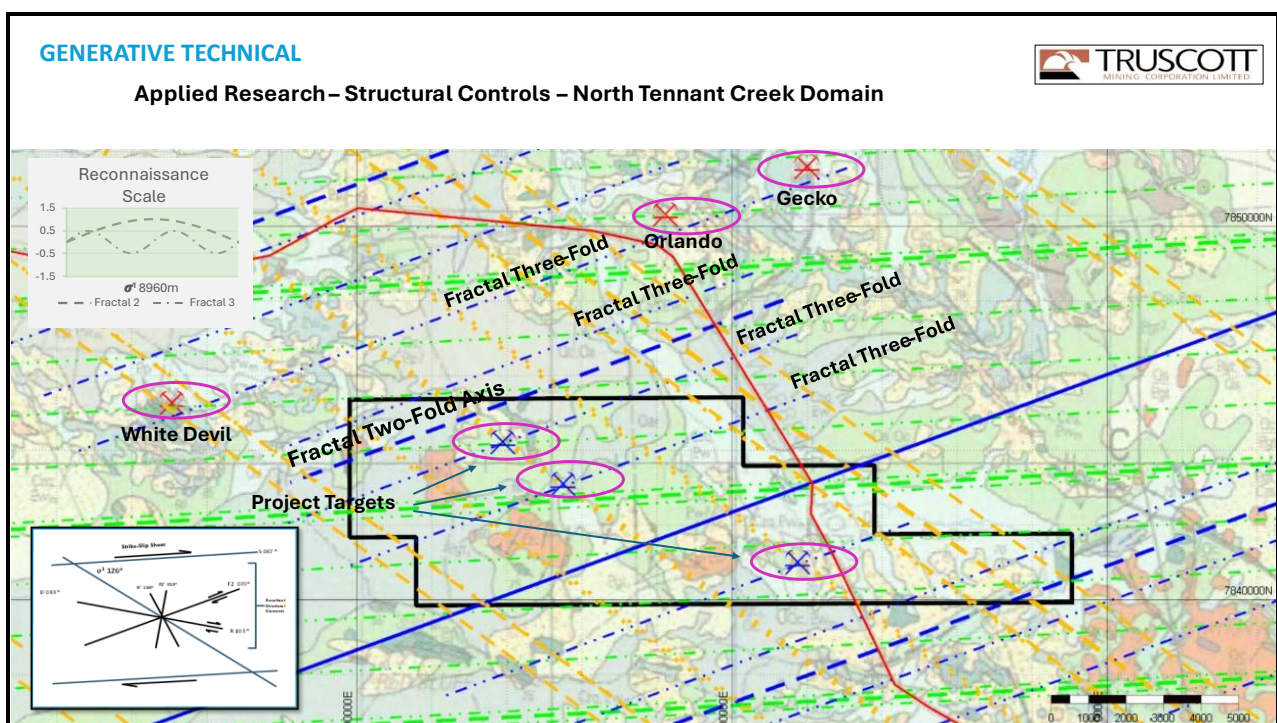 GENERATIVE TECHNICAL
TRUSCOTT
MINING CORPORATION LIMITED
Applied Research – Structural Controls – North Tennant Creek Domain
Reconnaissance
Scale
1.5
0.5
-0.5
-1.5
σ¹ 8960m
Fractal 2
Fractal 3
Gecko
Orlando
7850000N
Fractal Three-Fold
Fractal Three-Fold
Fractal Three-Fold
Fractal Three-Fold
White Devil
Fractal Two-Fold Axis
Project Targets
Strike-Slip Shear
σ¹ 126°
F2 070°
7840000N
0
1000
2000
3000
4000
5000